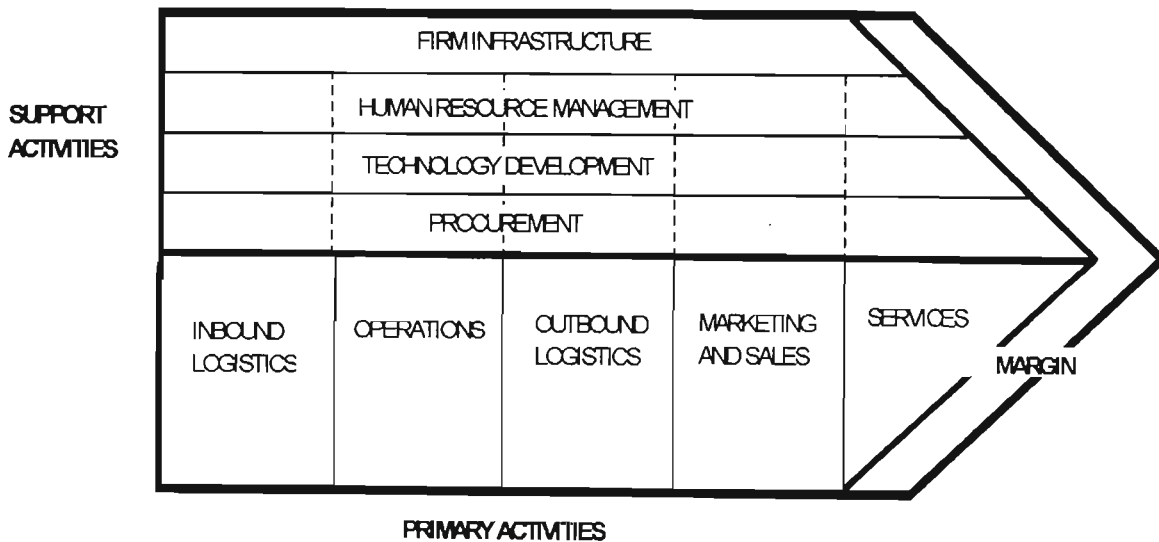 FIRM INFRASTRUCTURE
HUMAN RESOURCE MANAGEMENT
SUPPORT
ACTIVITIES
TECHNOLOGY DEVELOPMENT
PROCUREMENT
INBOUND
LOGISTICS
OPERATIONS
OUTBOUND
LOGISTICS
MARKETING
AND SALES
SERVICES
MARGIN
PRIMARY ACTIVITIES